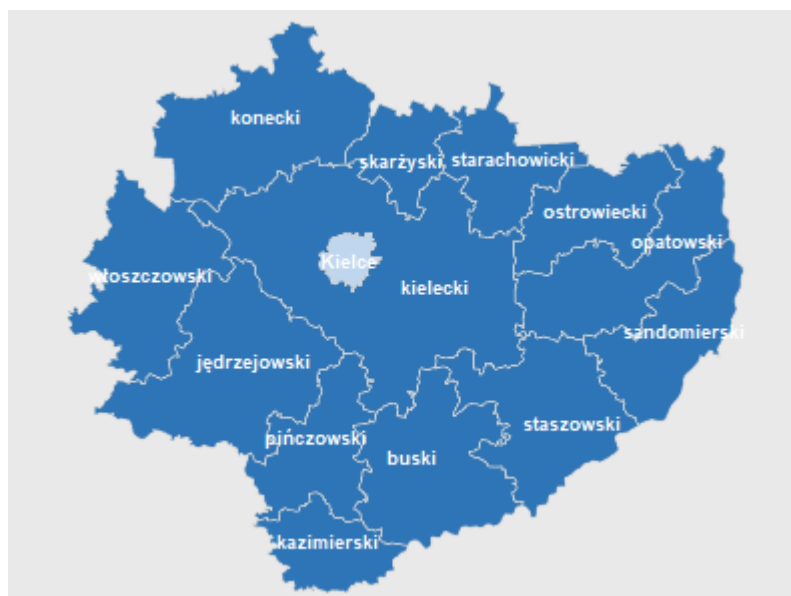 konecki
skarżyski
starachowicki
ostrowiecki
opatowski
Kielce
włoszczowski
kielecki
sandomierski
jędrzejowski
staszowski
pińczowski
buski
kazimierski